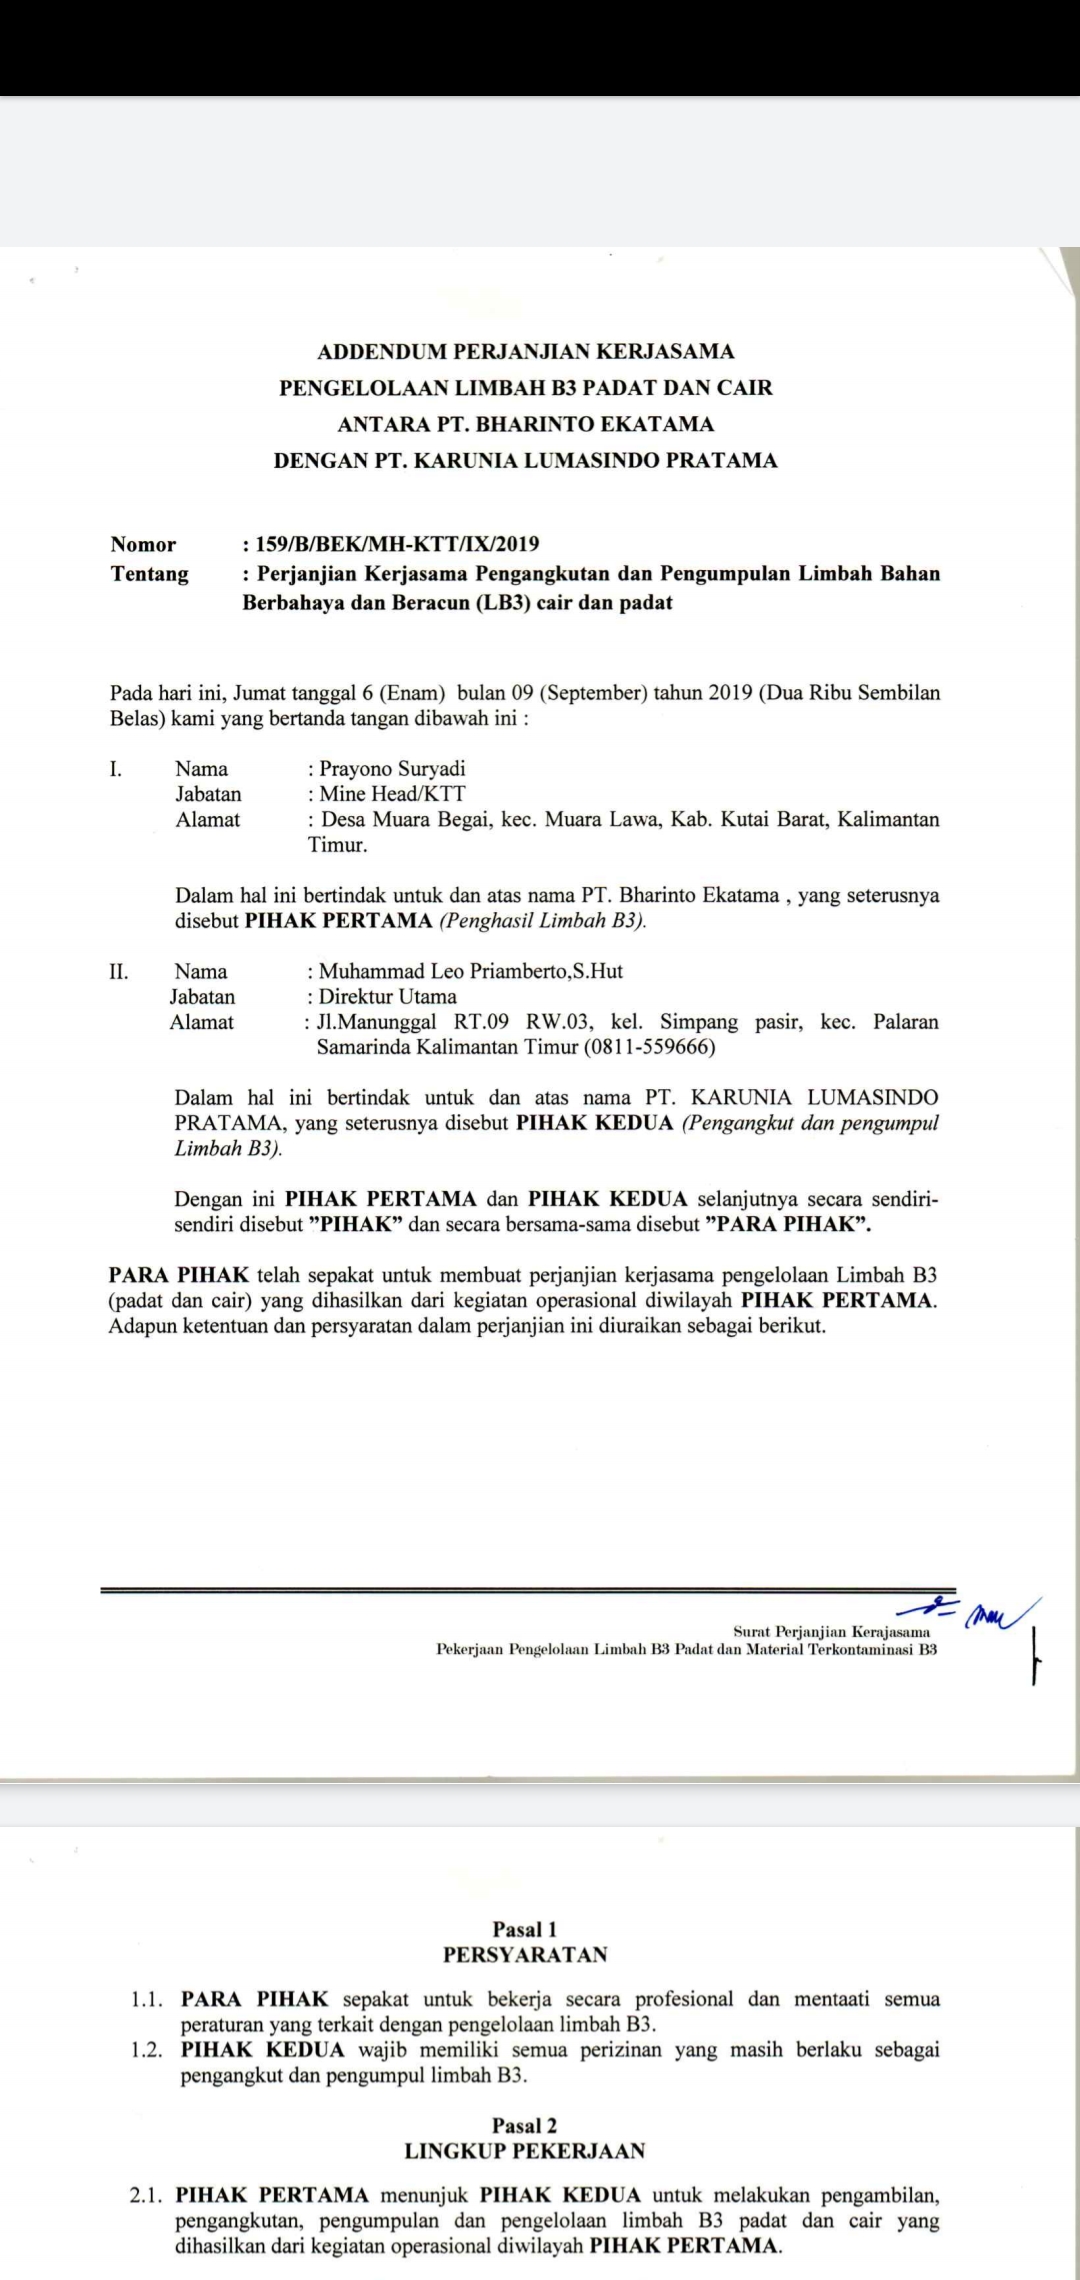 ADDENDUM PERJANJIAN KERJASAMA
PENGELOLAAN LIMBAH B3 PADAT DAN CAIR
ANTARA PT. BHARINTO EKATAMA
DENGAN PT. KARUNIA LUMASINDO PRATAMA
Nomor : 159/B/BEK/MH-KTT/IX/2019
Tentang : Perjanjian Kerjasama Pengangkutan dan Pengumpulan Limbah Bahan
Berbahaya dan Beracun (LB3) cair dan padat
Pada hari ini, Jumat tanggal 6 (Enam) bulan 09 (September) tahun 2019 (Dua Ribu Sembilan
Belas) kami yang bertanda tangan dibawah ini :
I. Nama : Prayono Suryadi
Jabatan : Mine Head/KTT
Alamat : Desa Muara Begai, kec. Muara Lawa, Kab. Kutai Barat, Kalimantan
Timur.
Dalam hal ini bertindak untuk dan atas nama PT. Bharinto Ekatama , yang seterusnya
disebut PIHAK PERTAMA (Penghasil Limbah B3).
II. Nama : Muhammad Leo Priamberto,S.Hut
Jabatan : Direktur Utama
Alamat : Jl.Manunggal RT.09 RW.03, kel. Simpang pasir, kec. Palaran
Samarinda Kalimantan Timur (0811-559666)
Dalam hal ini bertindak untuk dan atas nama PT. KARUNIA LUMASINDO
PRATAMA, yang seterusnya disebut PIHAK KEDUA (Pengangkut dan pengumpul
Limbah B3).
Dengan ini PIHAK PERTAMA dan PIHAK KEDUA selanjutnya secara sendiri-
sendiri disebut ”PIHAK” dan secara bersama-sama disebut ”PARA PIHAK”.
PARA PIHAK telah sepakat untuk membuat perjanjian kerjasama pengelolaan Limbah B3
(padat dan cair) yang dihasilkan dari kegiatan operasional diwilayah PIHAK PERTAMA.
Adapun ketentuan dan persyaratan dalam perjanjian ini diuraikan sebagai berikut.
Surat Perjanjian Kerajasama
Pekerjaan Pengelolaan Limbah B3 Padat dan Material Terkontaminasi B3
Pasal 1
PERSYARATAN
1.1. PARA PIHAK sepakat untuk bekerja secara profesional dan mentaati semua
peraturan yang terkait dengan pengelolaan limbah B3.
1.2. PIHAK KEDUA wajib memiliki semua perizinan yang masih berlaku sebagai
pengangkut dan pengumpul limbah B3.
Pasal 2
LINGKUP PEKERJAAN
2.1. PIHAK PERTAMA menunjuk PIHAK KEDUA untuk melakukan pengambilan,
pengangkutan, pengumpulan dan pengelolaan limbah B3 padat dan cair yang
dihasilkan dari kegiatan operasional diwilayah PIHAK PERTAMA.